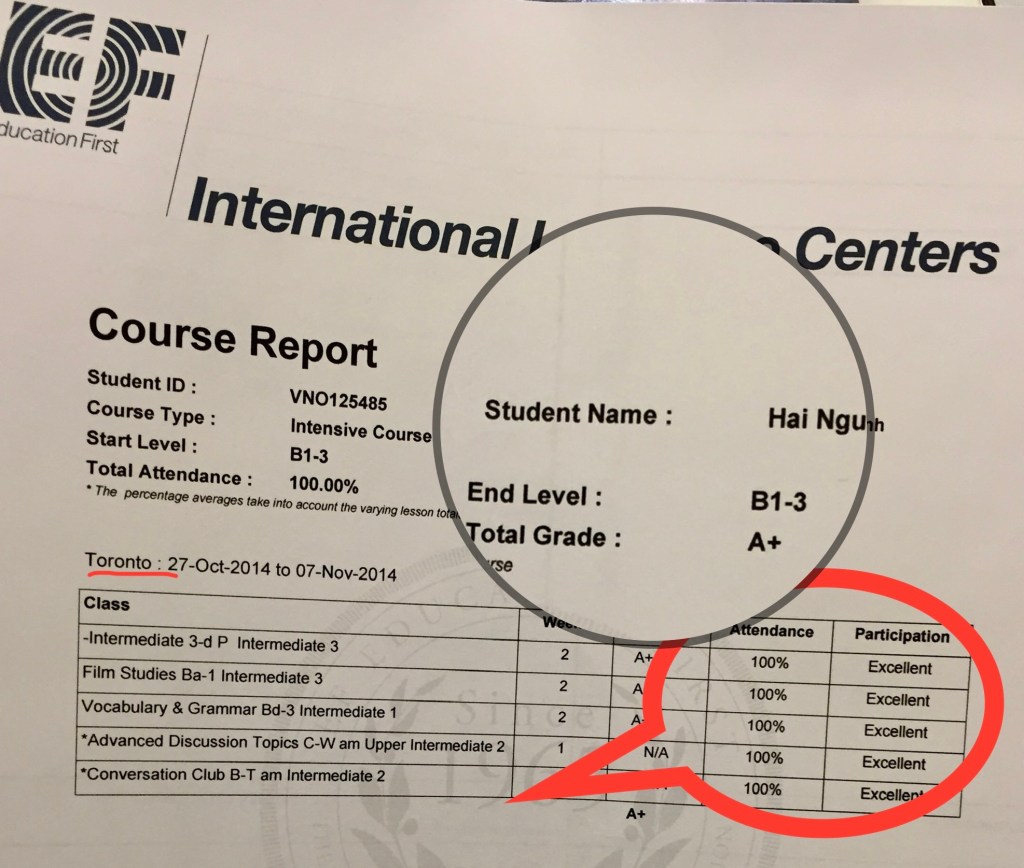 EF
Education First
International Centers
Course Report
Student ID : VNO125485
Course Type : Intensive Course
Start Level : B1-3
Total Attendance : 100.00%
* The percentage averages take into account the varying lesson
Student Name : Hai
End Level : B1-3
Total Grade : A+
Toronto : 27-Oct-2014 to 07-Nov-2014
Class Attendance Participation
-Intermediate 3-d P Intermediate 3 2 A+ 100% Excellent
Film Studies Ba-1 Intermediate 3 2 100% Excellent
Vocabulary & Grammar Bd-3 Intermediate 1 2 100% Excellent
*Advanced Discussion Topics C-W am Upper Intermediate 2 1 N/A 100% Excellent
*Conversation Club B-T am Intermediate 2 100% Excellent
A+
Since